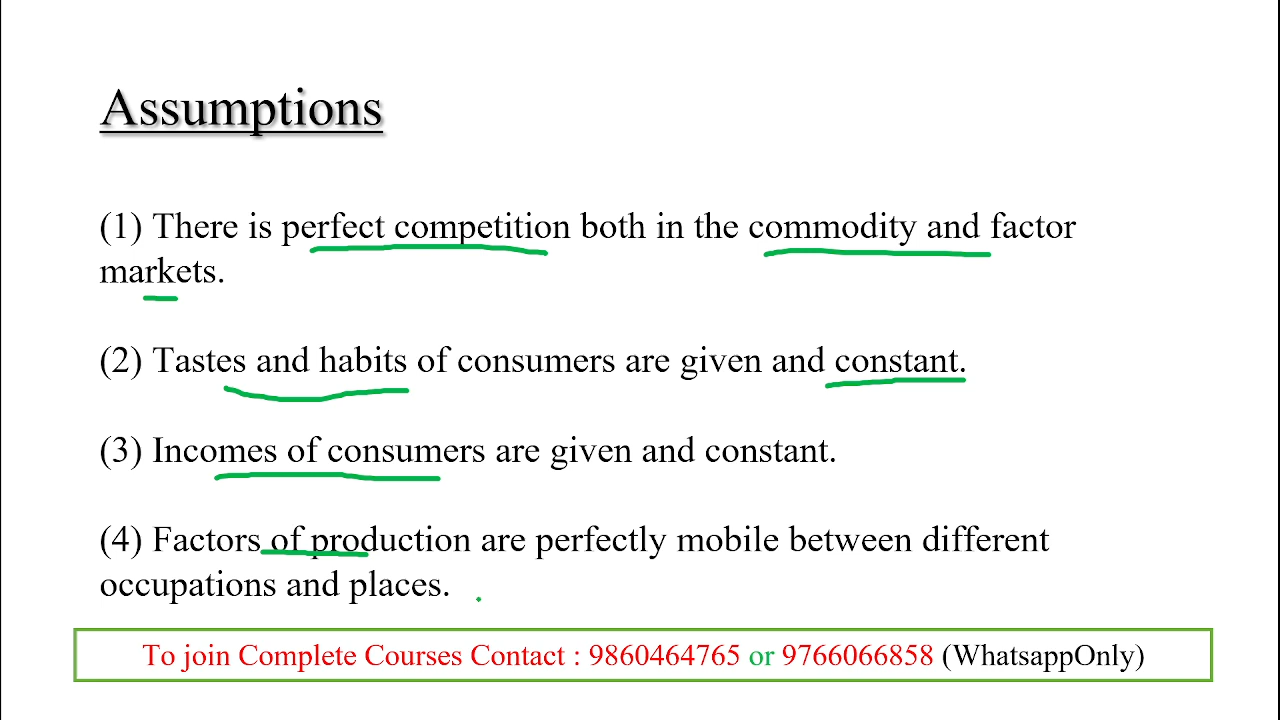 Assumptions
(1) There is perfect competition both in the commodity and factor
markets.
(2) Tastes and habits of consumers are given and constant.
(3) Incomes of consumers are given and constant.
(4) Factors of production are perfectly mobile between different
occupations and places.
To join Complete Courses Contact : 9860464765 or 9766066858 (WhatsappOnly)